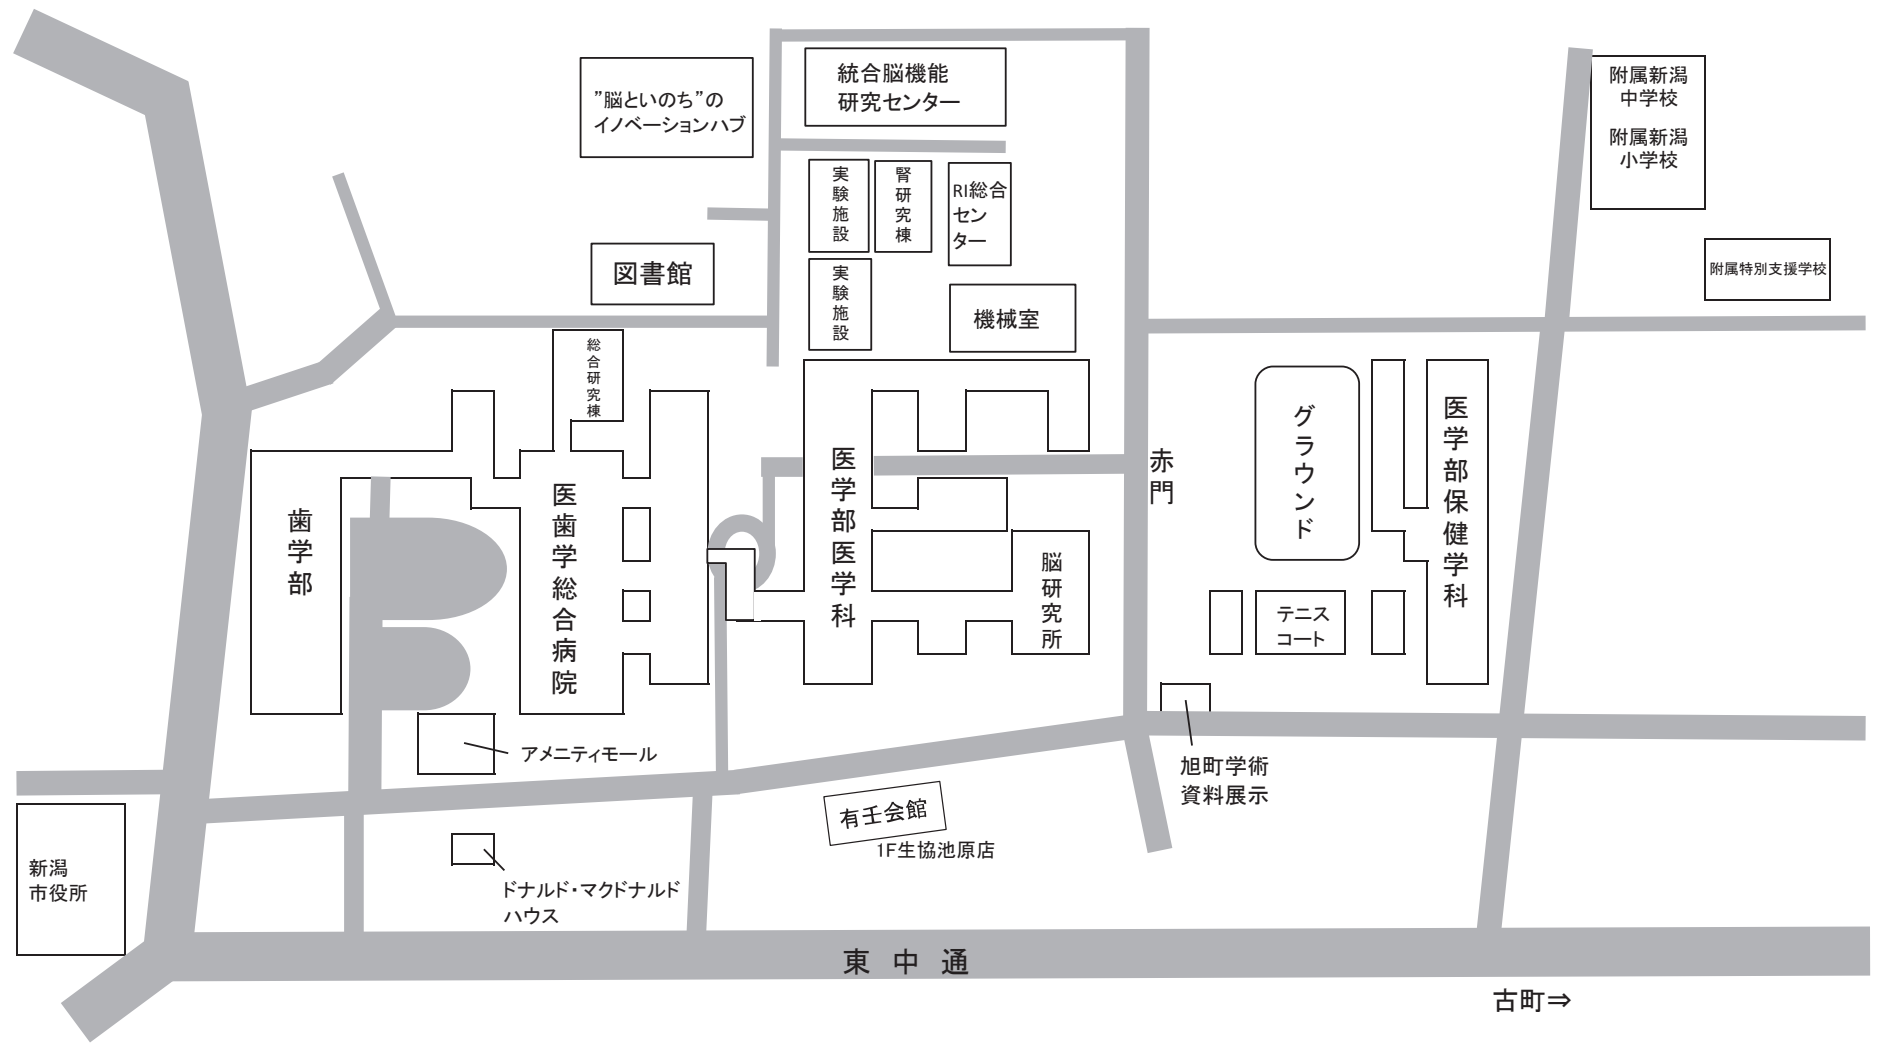 ”脳といのち”の
イノベーションハブ
統合脳機能
研究センター
附属新潟
中学校
附属新潟
小学校
実験施設
腎研究棟
RI総合
セン
ター
図書館
実験施設
機械室
附属特別支援学校
総合研究棟
歯学部
医歯学総合病院
医学部医学科
脳研究所
赤門
グラウンド
医学部保健学科
テニス
コート
アメニティモール
旭町学術
資料展示
有壬会館
1F生協池原店
新潟
市役所
ドナルド・マクドナルド
ハウス
東中通
古町⇒